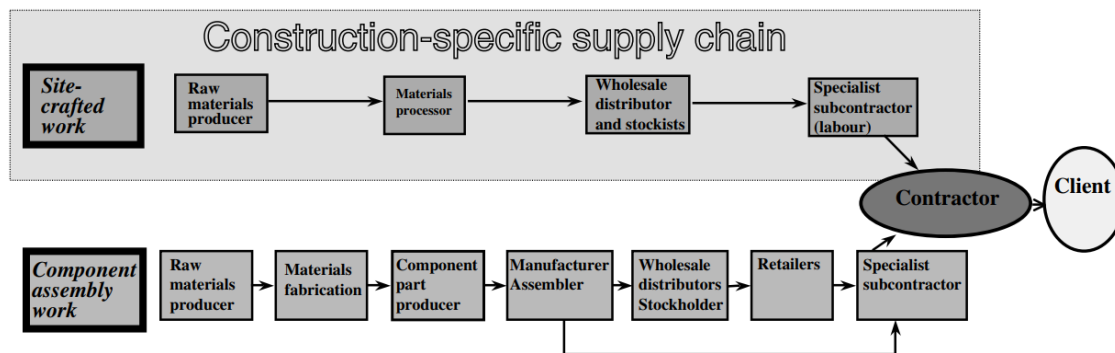 Construction-specific supply chain
Site-
crafted
work
Raw
materials
producer
Materials
processor
Wholesale
distributor
and stockists
Specialist
subcontractor
(labour)
Contractor
Client
Component
assembly
work
Raw
materials
producer
Materials
fabrication
Component
part
producer
Manufacturer
Assembler
Wholesale
distributors
Stockholder
Retailers
Specialist
subcontractor